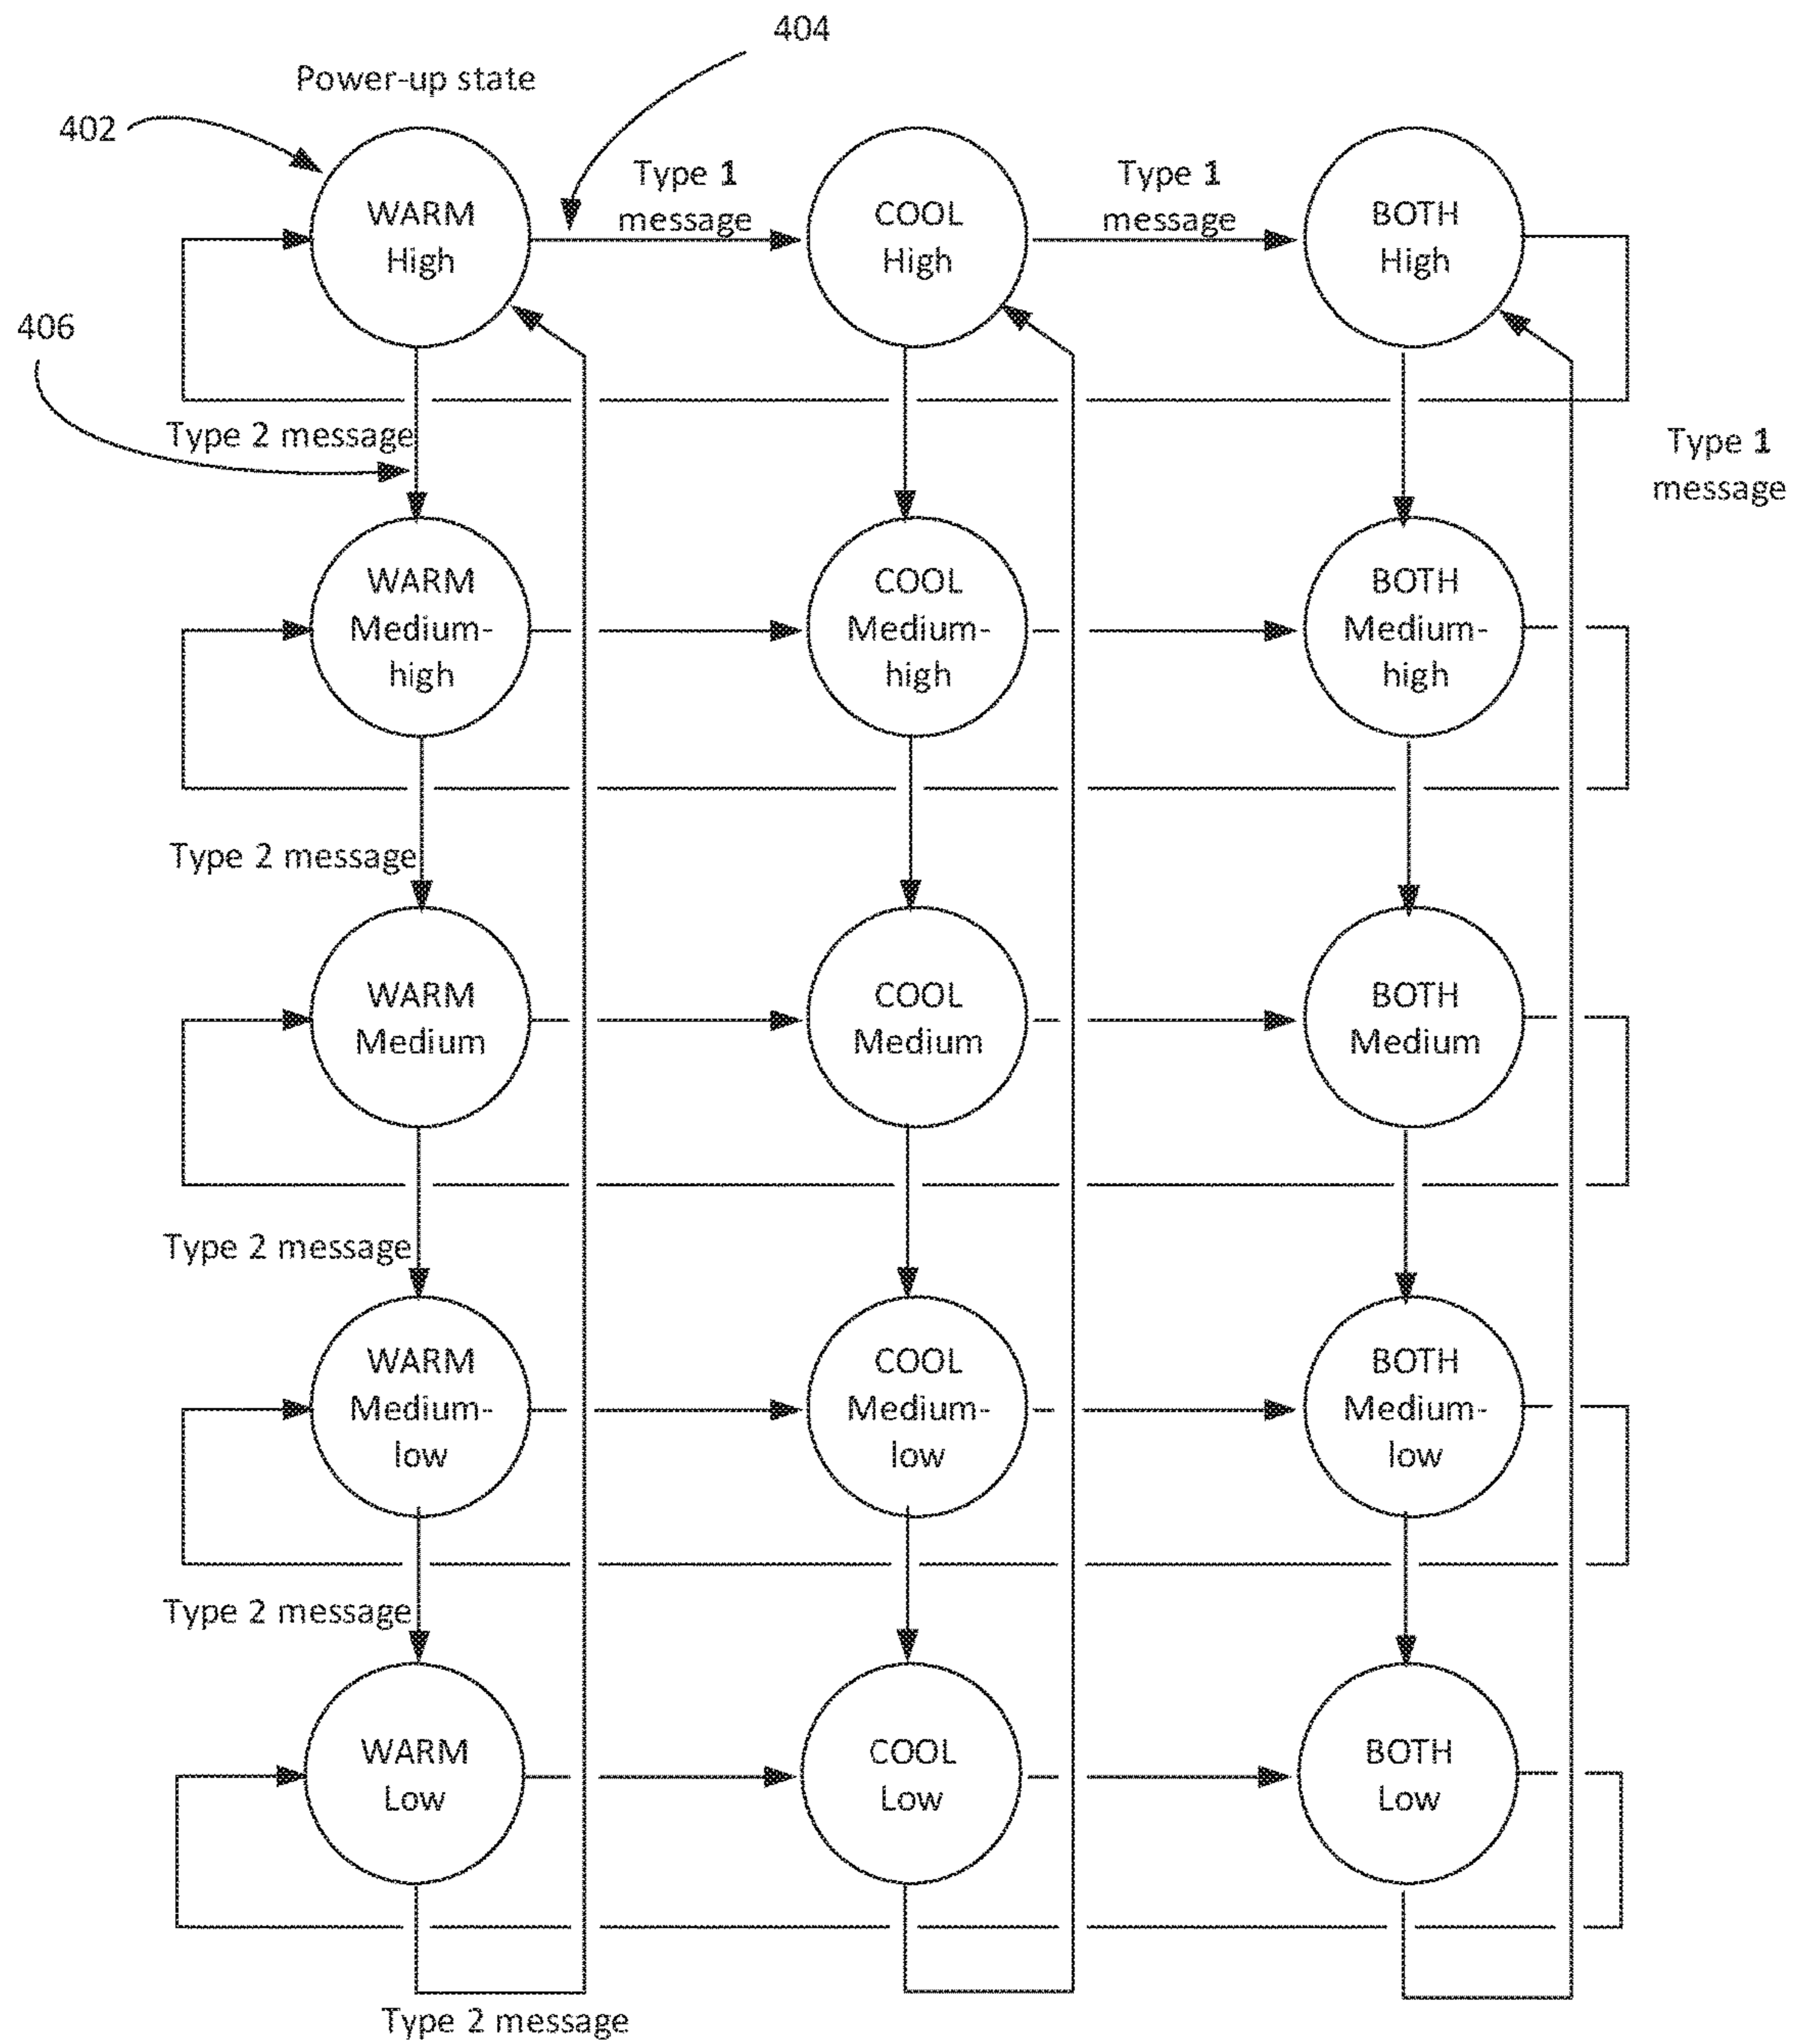 404
Power-up state
402
WARM
High
Type 1
message
COOL
High
Type 1
message
BOTH
High
406
Type 2 message
Type 1
message
WARM
Medium-
high
COOL
Medium-
high
BOTH
Medium-
high
Type 2 message
WARM
Medium
COOL
Medium
BOTH
Medium
Type 2 message
WARM
Medium-
low
COOL
Medium-
low
BOTH
Medium-
low
Type 2 message
WARM
Low
COOL
Low
BOTH
Low
Type 2 message